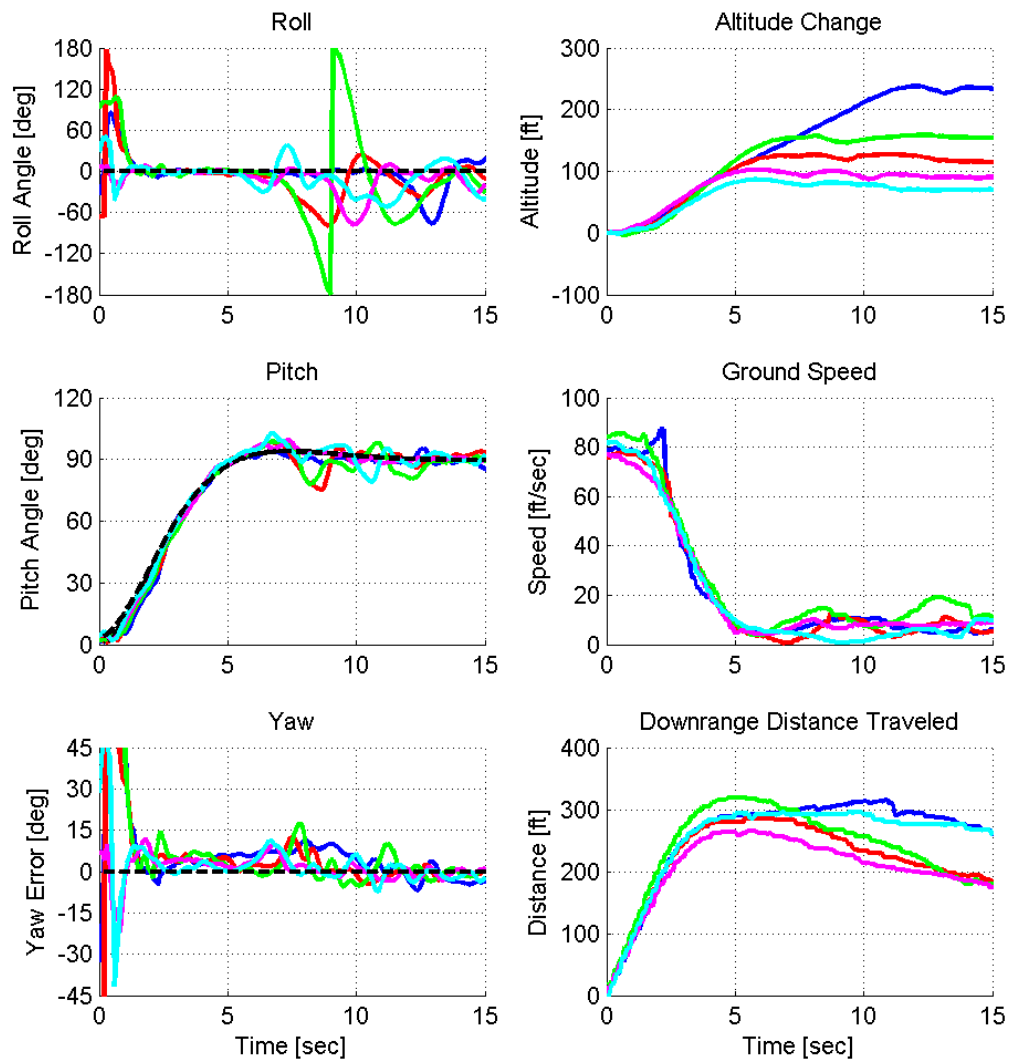 Roll
Roll Angle [deg]
180
120
60
0
-60
-120
-180
0 5 10 15
Altitude Change
Altitude [ft]
300
200
100
0
-100
0 5 10 15
Pitch
Pitch Angle [deg]
120
90
60
30
0
0 5 10 15
Ground Speed
Speed [ft/sec]
100
80
60
40
20
0
0 5 10 15
Yaw
Yaw Error [deg]
45
30
15
0
-15
-30
-45
0 5 10 15
Time [sec]
Downrange Distance Traveled
Distance [ft]
400
300
200
100
0
0 5 10 15
Time [sec]